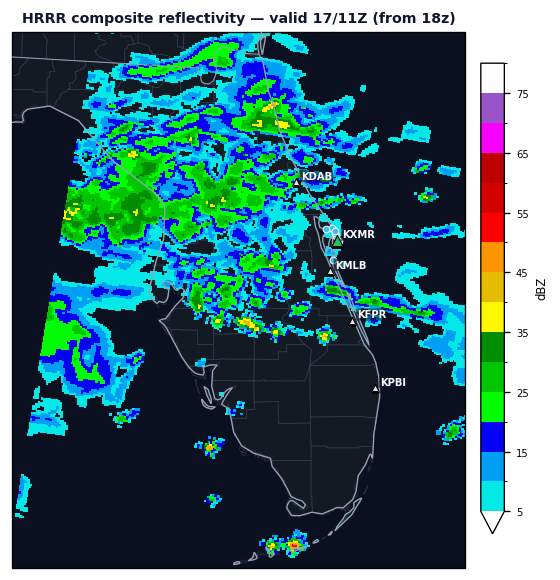 HRRR composite reflectivity — valid 17/11Z (from 18z)
75
65
55
45
35
25
15
5
dBZ
KDAB
KXMR
KMLB
KFPR
KPBI